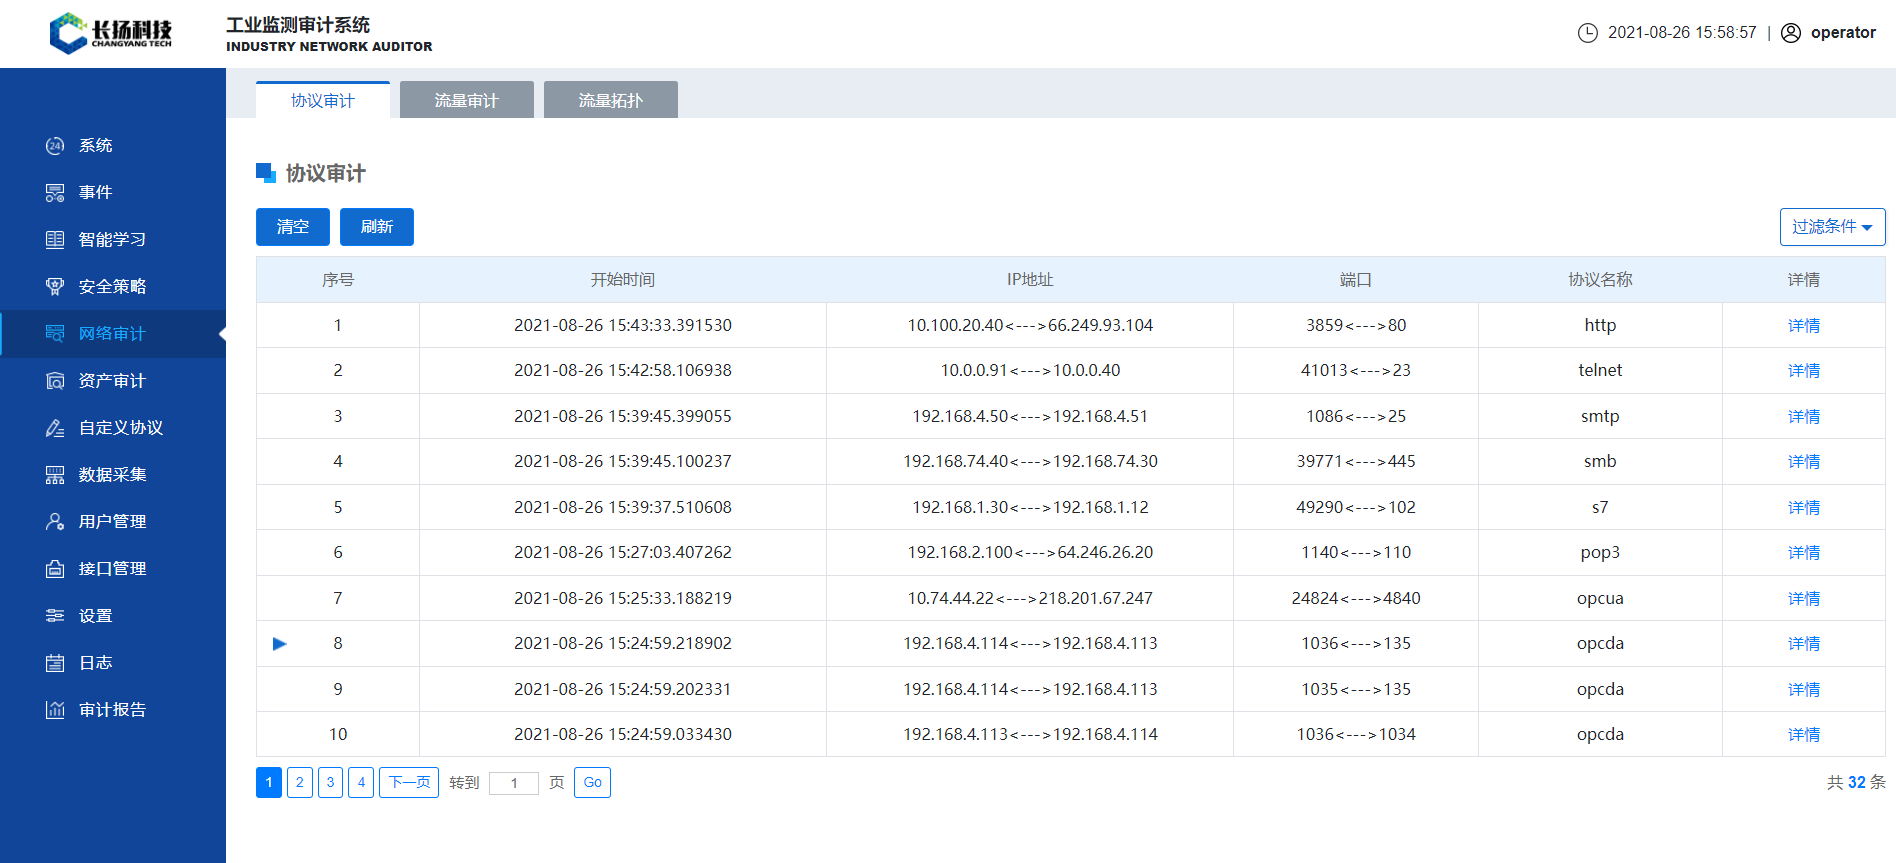 长扬科技
CHANGYANG TECH
工业监测审计系统
INDUSTRY NETWORK AUDITOR
2021-08-26 15:58:57 | operator
协议审计 流量审计 流量拓扑
24 系统
事件
智能学习
安全策略
网络审计
资产审计
自定义协议
数据采集
用户管理
接口管理
设置
日志
审计报告
协议审计
清空 刷新 过滤条件
序号 开始时间 IP地址 端口 协议名称 详情
1 2021-08-26 15:43:33.391530 10.100.20.40<--->66.249.93.104 3859<--->80 http 详情
2 2021-08-26 15:42:58.106938 10.0.0.91<--->10.0.0.40 41013<--->23 telnet 详情
3 2021-08-26 15:39:45.399055 192.168.4.50<--->192.168.4.51 1086<--->25 smtp 详情
4 2021-08-26 15:39:45.100237 192.168.74.40<--->192.168.74.30 39771<--->445 smb 详情
5 2021-08-26 15:39:37.510608 192.168.1.30<--->192.168.1.12 49290<--->102 s7 详情
6 2021-08-26 15:27:03.407262 192.168.2.100<--->64.246.26.20 1140<--->110 pop3 详情
7 2021-08-26 15:25:33.188219 10.74.44.22<--->218.201.67.247 24824<--->4840 opcua 详情
8 2021-08-26 15:24:59.218902 192.168.4.114<--->192.168.4.113 1036<--->135 opcda 详情
9 2021-08-26 15:24:59.202331 192.168.4.114<--->192.168.4.113 1035<--->135 opcda 详情
10 2021-08-26 15:24:59.033430 192.168.4.113<--->192.168.4.114 1036<--->1034 opcda 详情
1 2 3 4 下一页 转到 1 页 Go 共 32 条